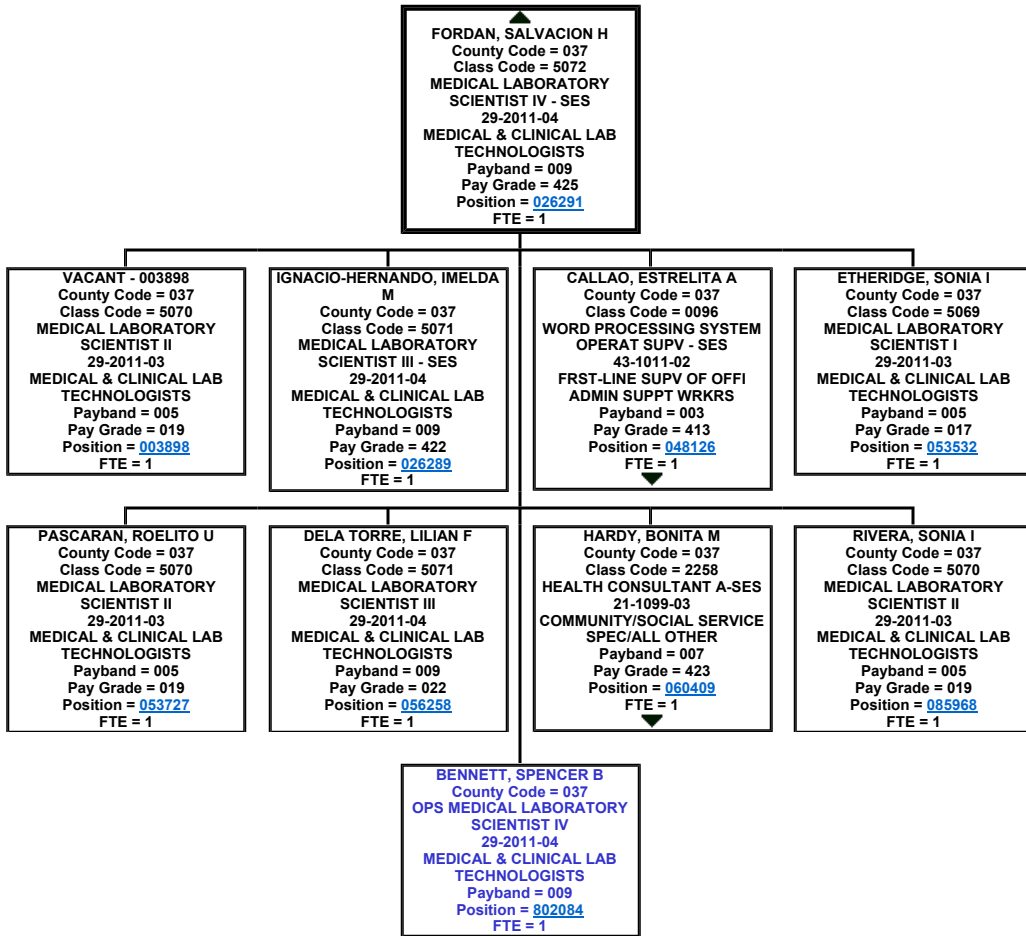 FORDAN, SALVACION H
County Code = 037
Class Code = 5072
MEDICAL LABORATORY
SCIENTIST IV - SES
29-2011-04
MEDICAL & CLINICAL LAB
TECHNOLOGISTS
Payband = 009
Pay Grade = 425
Position = 026291
FTE = 1
VACANT - 003898
County Code = 037
Class Code = 5070
MEDICAL LABORATORY
SCIENTIST II
29-2011-03
MEDICAL & CLINICAL LAB
TECHNOLOGISTS
Payband = 005
Pay Grade = 019
Position = 003898
FTE = 1
IGNACIO-HERNANDO, IMELDA
M
County Code = 037
Class Code = 5071
MEDICAL LABORATORY
SCIENTIST III - SES
29-2011-04
MEDICAL & CLINICAL LAB
TECHNOLOGISTS
Payband = 009
Pay Grade = 422
Position = 026289
FTE = 1
CALLAO, ESTRELITA A
County Code = 037
Class Code = 0096
WORD PROCESSING SYSTEM
OPERAT SUPV - SES
43-1011-02
FRST-LINE SUPV OF OFFI
ADMIN SUPPT WRKRS
Payband = 003
Pay Grade = 413
Position = 048126
FTE = 1
ETHERIDGE, SONIA I
County Code = 037
Class Code = 5069
MEDICAL LABORATORY
SCIENTIST I
29-2011-03
MEDICAL & CLINICAL LAB
TECHNOLOGISTS
Payband = 005
Pay Grade = 017
Position = 053532
FTE = 1
PASCARAN, ROELITO U
County Code = 037
Class Code = 5070
MEDICAL LABORATORY
SCIENTIST II
29-2011-03
MEDICAL & CLINICAL LAB
TECHNOLOGISTS
Payband = 005
Pay Grade = 019
Position = 053727
FTE = 1
DELA TORRE, LILIAN F
County Code = 037
Class Code = 5071
MEDICAL LABORATORY
SCIENTIST III
29-2011-04
MEDICAL & CLINICAL LAB
TECHNOLOGISTS
Payband = 009
Pay Grade = 022
Position = 056258
FTE = 1
HARDY, BONITA M
County Code = 037
Class Code = 2258
HEALTH CONSULTANT A-SES
21-1099-03
COMMUNITY/SOCIAL SERVICE
SPEC/ALL OTHER
Payband = 007
Pay Grade = 423
Position = 060409
FTE = 1
RIVERA, SONIA I
County Code = 037
Class Code = 5070
MEDICAL LABORATORY
SCIENTIST II
29-2011-03
MEDICAL & CLINICAL LAB
TECHNOLOGISTS
Payband = 005
Pay Grade = 019
Position = 085968
FTE = 1
BENNETT, SPENCER B
County Code = 037
OPS MEDICAL LABORATORY
SCIENTIST IV
29-2011-04
MEDICAL & CLINICAL LAB
TECHNOLOGISTS
Payband = 009
Position = 802084
FTE = 1